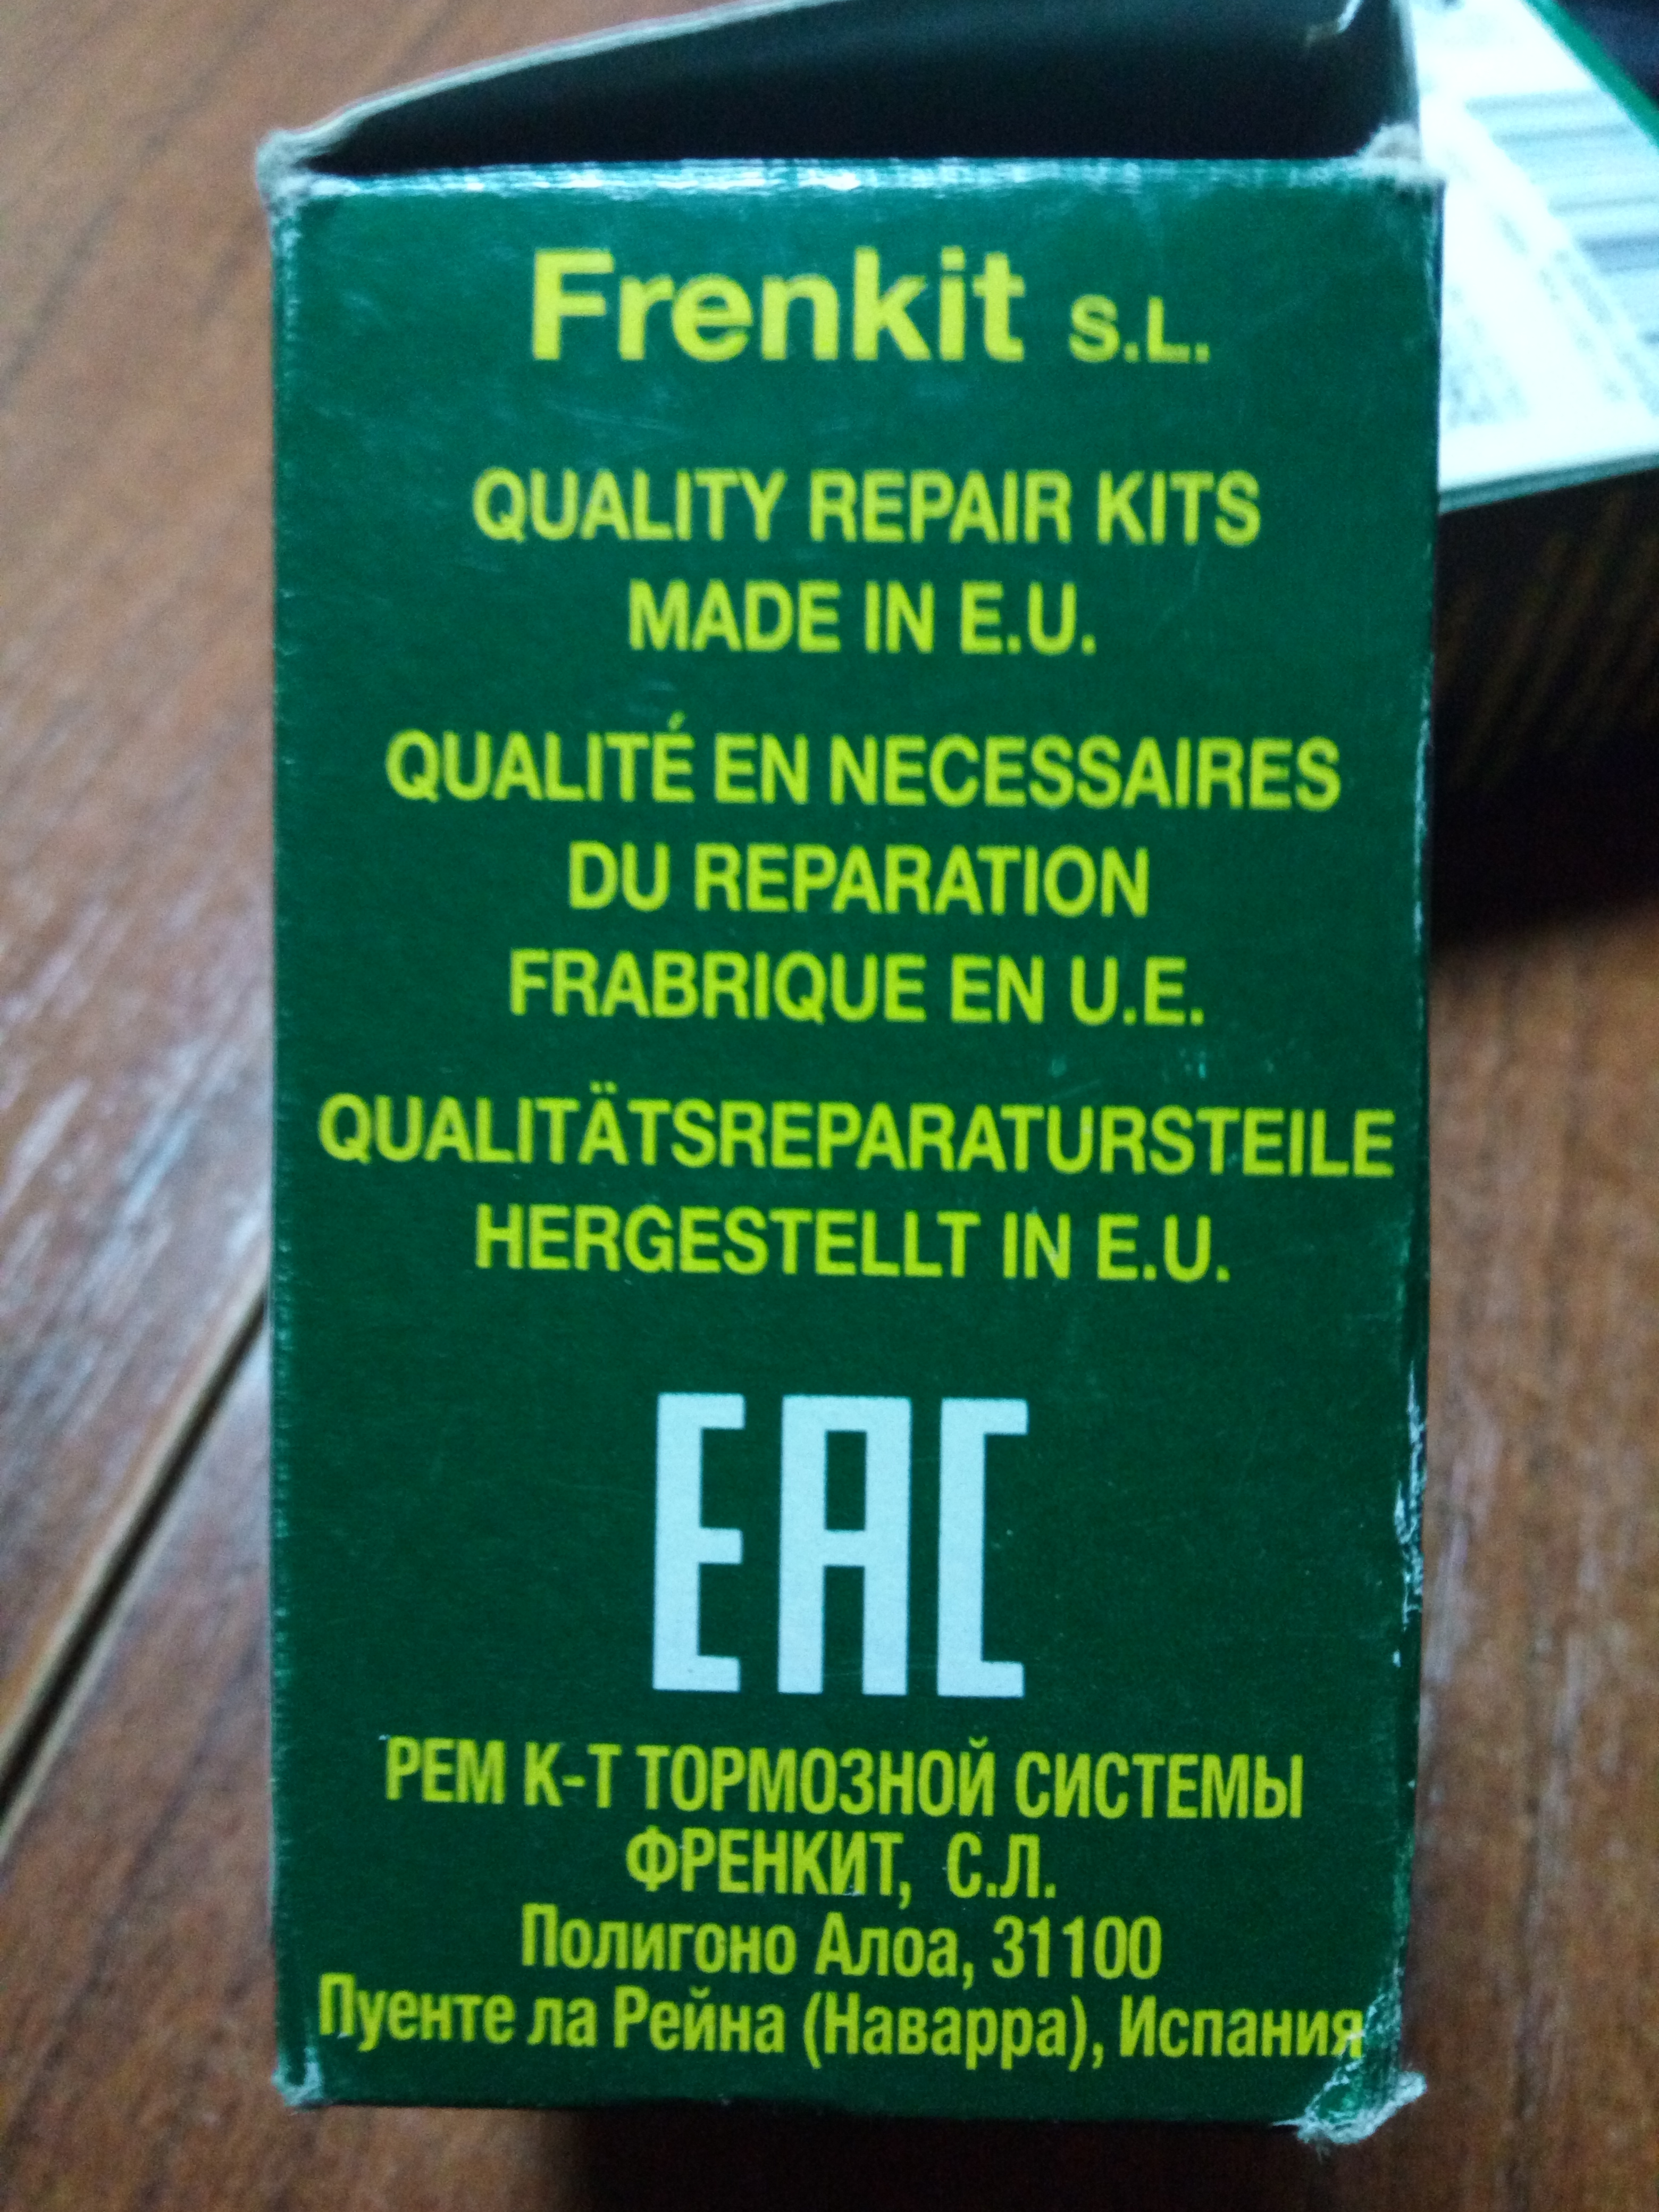 Frenkit S.L.
QUALITY REPAIR KITS
MADE IN E.U.
QUALITÉ EN NECESSAIRES
DU REPARATION
FRABRIQUE EN U.E.
QUALITÄTSREPARATURSTEILE
HERGESTELLT IN E.U.
EAC
РЕМ К-Т ТОРМОЗНОЙ СИСТЕМЫ
ФРЕНКИТ, С.Л.
Полигоно Алоа, 31100
Пуенте ла Рейна (Наварра), Испания